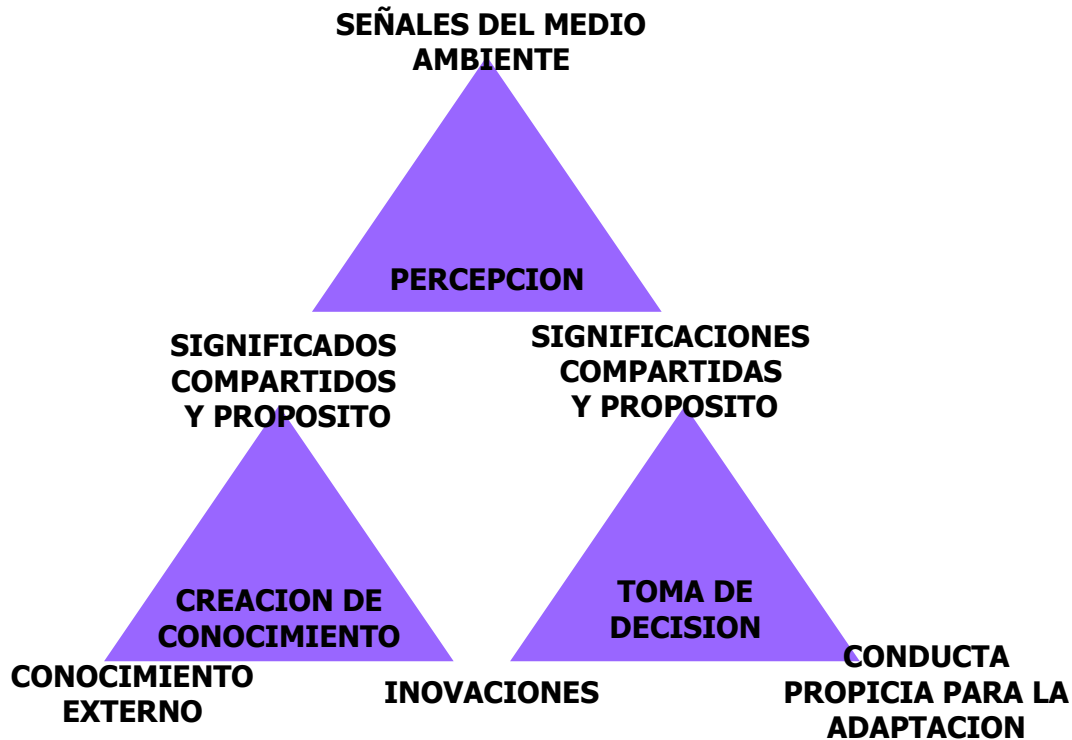 SEÑALES DEL MEDIO
AMBIENTE
PERCEPCION
SIGNIFICADOS
COMPARTIDOS
Y PROPOSITO
SIGNIFICACIONES
COMPARTIDAS
Y PROPOSITO
CREACION DE
CONOCIMIENTO
TOMA DE
DECISION
CONOCIMIENTO
EXTERNO
INOVACIONES
CONDUCTA
PROPICIA PARA LA
ADAPTACION